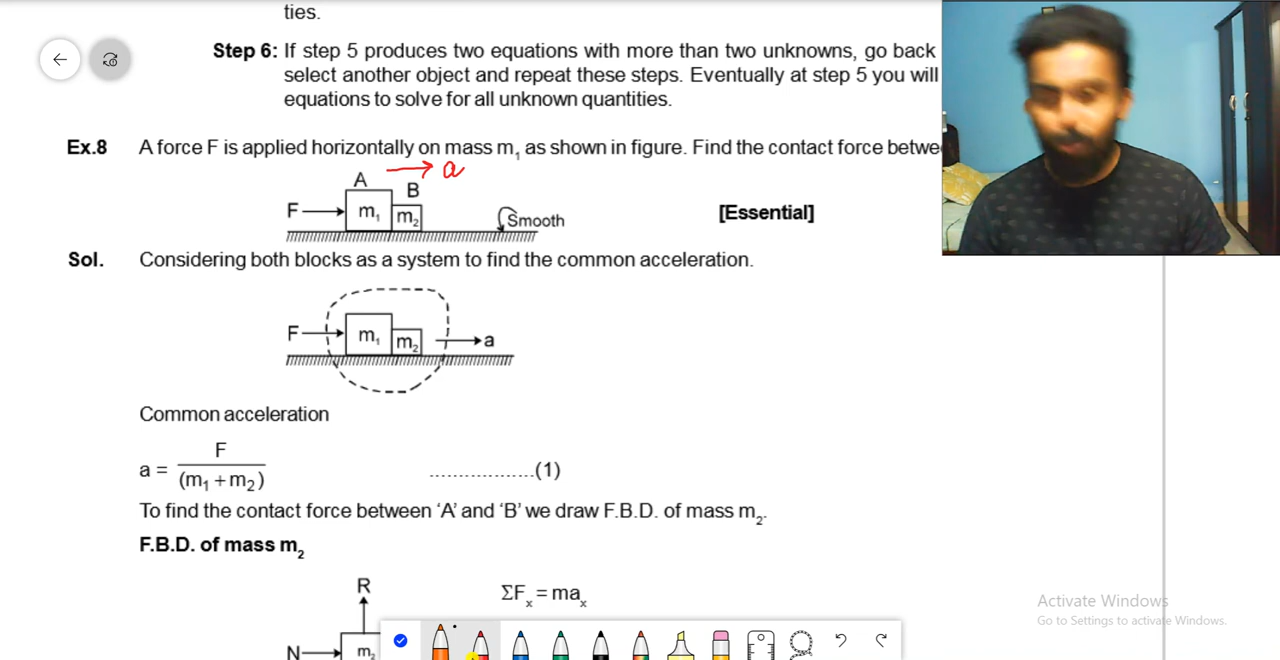 ties.
Step 6: If step 5 produces two equations with more than two unknowns, go back
select another object and repeat these steps. Eventually at step 5 you will
equations to solve for all unknown quantities.
Ex.8 A force F is applied horizontally on mass m₁ as shown in figure. Find the contact force betwe
→ a
A
B
F m₁ m₂ Smooth [Essential]
Sol. Considering both blocks as a system to find the common acceleration.
F m₁ m₂ a
Common acceleration
a = F / (m₁ + m₂) ..................(1)
To find the contact force between ‘A’ and ‘B’ we draw F.B.D. of mass m₂.
F.B.D. of mass m₂
R ΣFₓ = maₓ
N m₂
Activate Windows
Go to Settings to activate Windows.